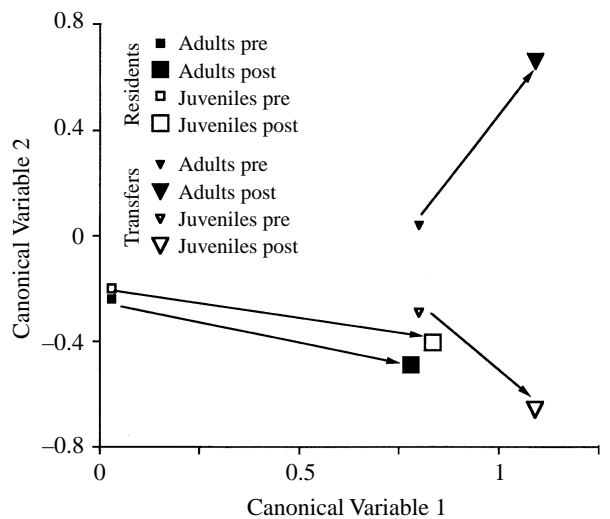 0.8
0.4
0
−0.4
−0.8
Canonical Variable 2
Residents
Adults pre
Adults post
Juveniles pre
Juveniles post
Transfers
Adults pre
Adults post
Juveniles pre
Juveniles post
0
0.5
1
Canonical Variable 1